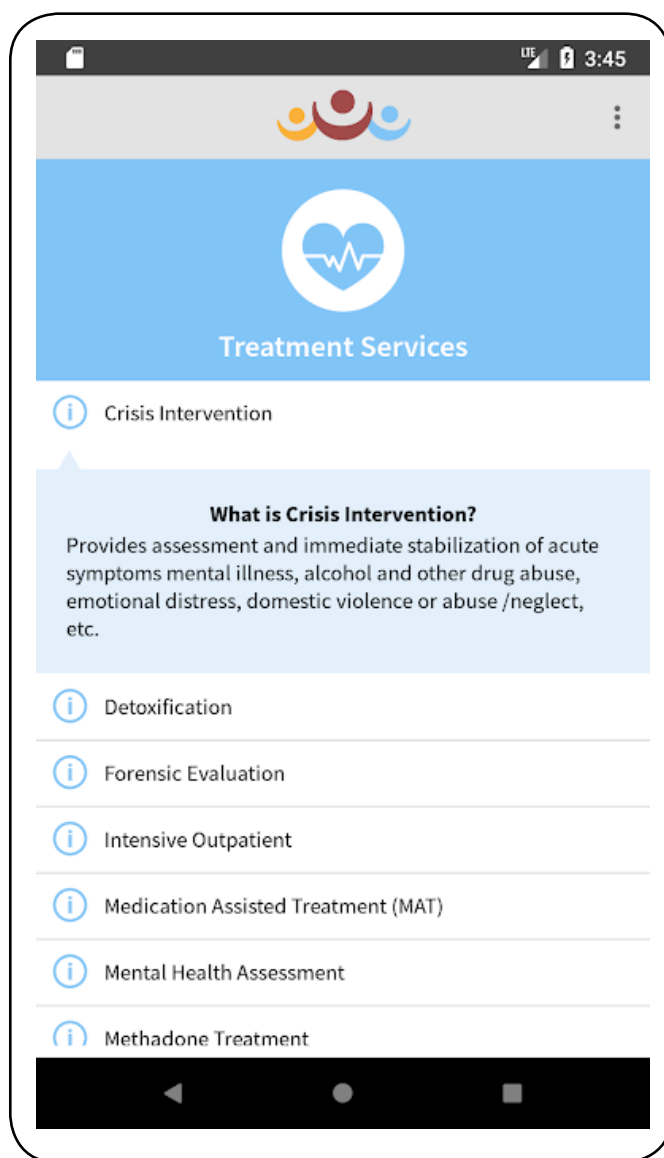 LTE 3:45
Treatment Services
i Crisis Intervention
What is Crisis Intervention?
Provides assessment and immediate stabilization of acute
symptoms mental illness, alcohol and other drug abuse,
emotional distress, domestic violence or abuse /neglect,
etc.
i Detoxification
i Forensic Evaluation
i Intensive Outpatient
i Medication Assisted Treatment (MAT)
i Mental Health Assessment
i Methadone Treatment